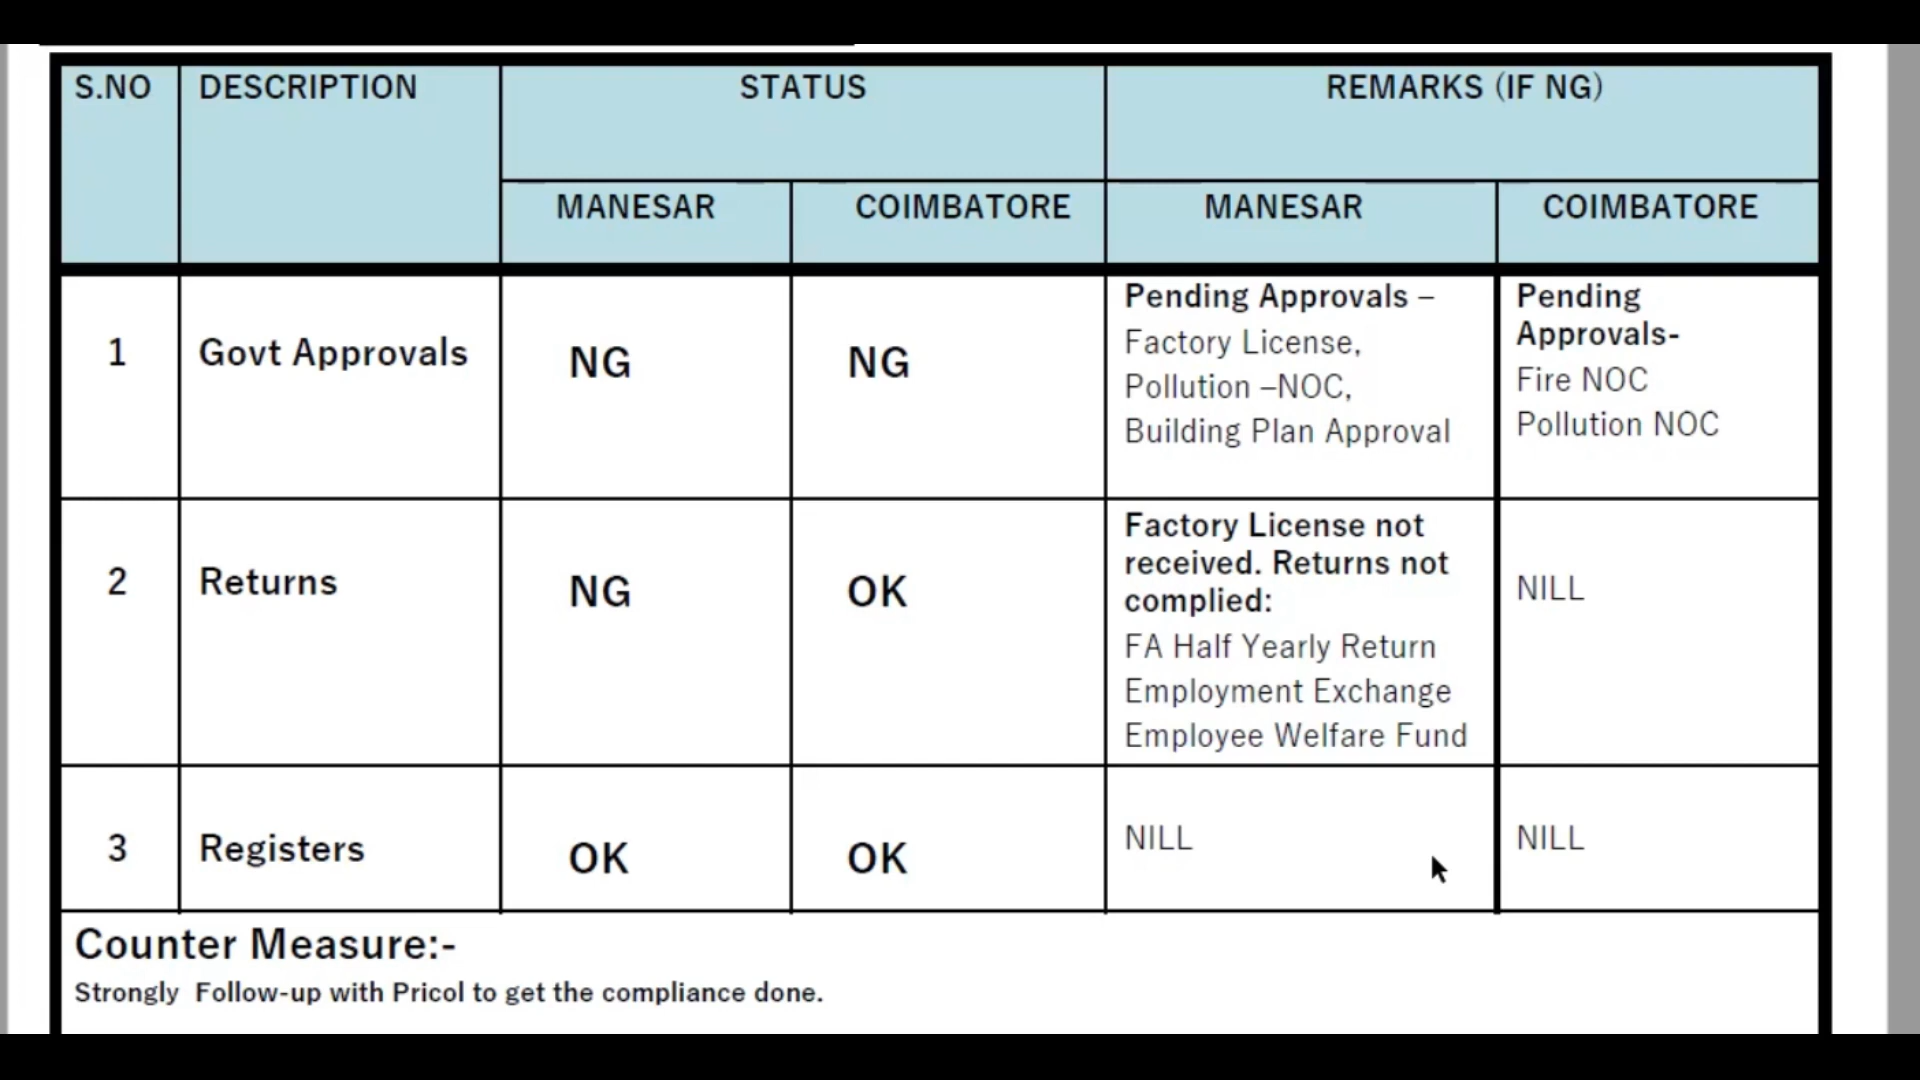 S.NO DESCRIPTION STATUS REMARKS (IF NG)
MANESAR COIMBATORE MANESAR COIMBATORE
1 Govt Approvals NG NG
Pending Approvals –
Factory License,
Pollution –NOC,
Building Plan Approval
Pending
Approvals-
Fire NOC
Pollution NOC
2 Returns NG OK
Factory License not
received. Returns not
complied:
FA Half Yearly Return
Employment Exchange
Employee Welfare Fund
NILL
3 Registers OK OK NILL NILL
Counter Measure:-
Strongly Follow-up with Pricol to get the compliance done.